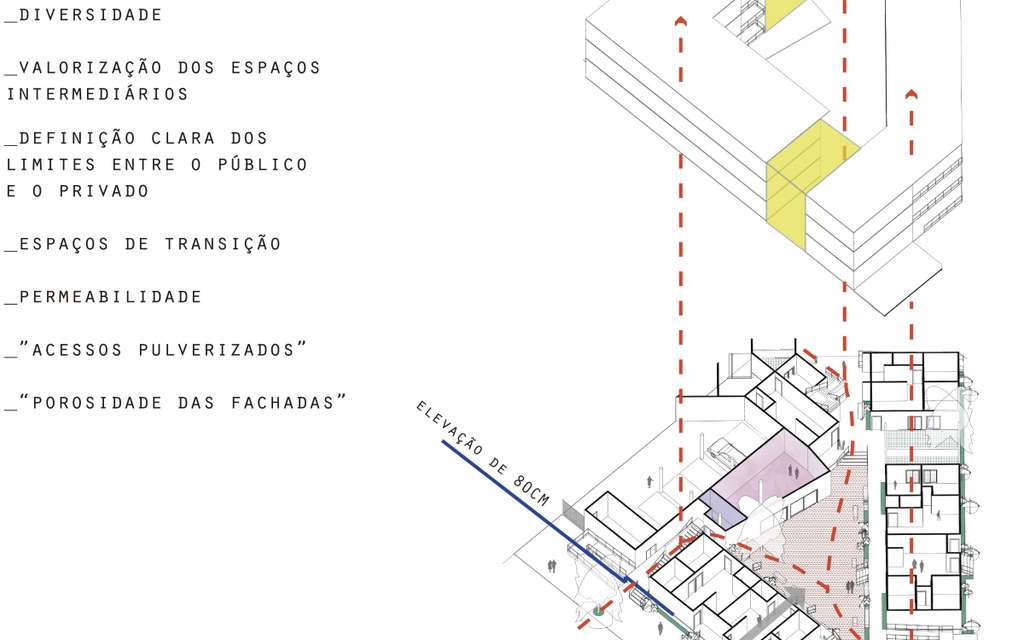 _DIVERSIDADE
_VALORIZAÇÃO DOS ESPAÇOS
INTERMEDIÁRIOS
_DEFINIÇÃO CLARA DOS
LIMITES ENTRE O PÚBLICO
E O PRIVADO
_ESPAÇOS DE TRANSIÇÃO
_PERMEABILIDADE
_”ACESSOS PULVERIZADOS”
_“POROSIDADE DAS FACHADAS”
ELEVAÇÃO DE 80CM